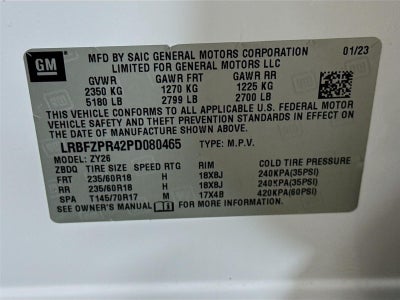 GM
MFD BY SAIC GENERAL MOTORS CORPORATION 01/23
LIMITED FOR GENERAL MOTORS LLC
GVWR GAWR FRT GAWR RR
2350 KG 1270 KG 1225 KG
5180 LB 2799 LB 2700 LB
THIS VEHICLE CONFORMS TO ALL APPLICABLE U.S. FEDERAL MOTOR
VEHICLE SAFETY AND THEFT PREVENTION STANDARDS IN EFFECT ON
THE DATE OF MANUFACTURE SHOWN ABOVE.
LRBFZPR42PD080465 TYPE: M.P.V.
MODEL: ZY26
ZBDQ TIRE SIZE SPEED RTG RIM COLD TIRE PRESSURE
FRT 235/60R18 H 18X8J 240KPA(35PSI)
RR 235/60R18 H 18X8J 240KPA(35PSI)
SPA T145/70R17 M 17X4B 420KPA(60PSI)
SEE OWNER'S MANUAL FOR MORE INFORMATION